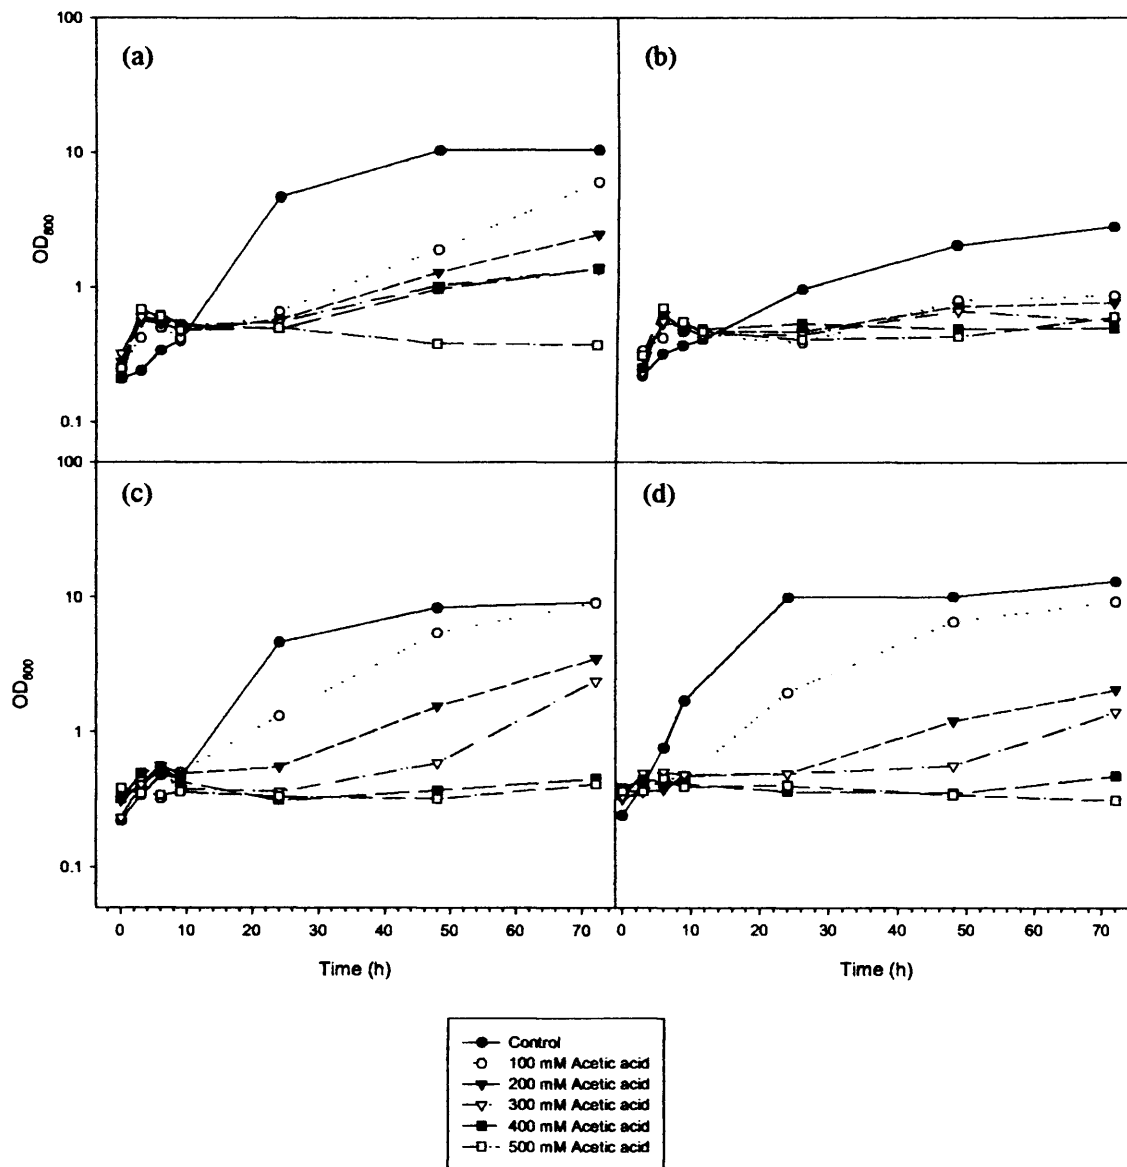 100
(a)
(b)
10
OD600
1
0.1
100
(c)
(d)
10
OD600
1
0.1
0 10 20 30 40 50 60 70
0 10 20 30 40 50 60 70
Time (h)
Time (h)
Control
100 mM Acetic acid
200 mM Acetic acid
300 mM Acetic acid
400 mM Acetic acid
500 mM Acetic acid